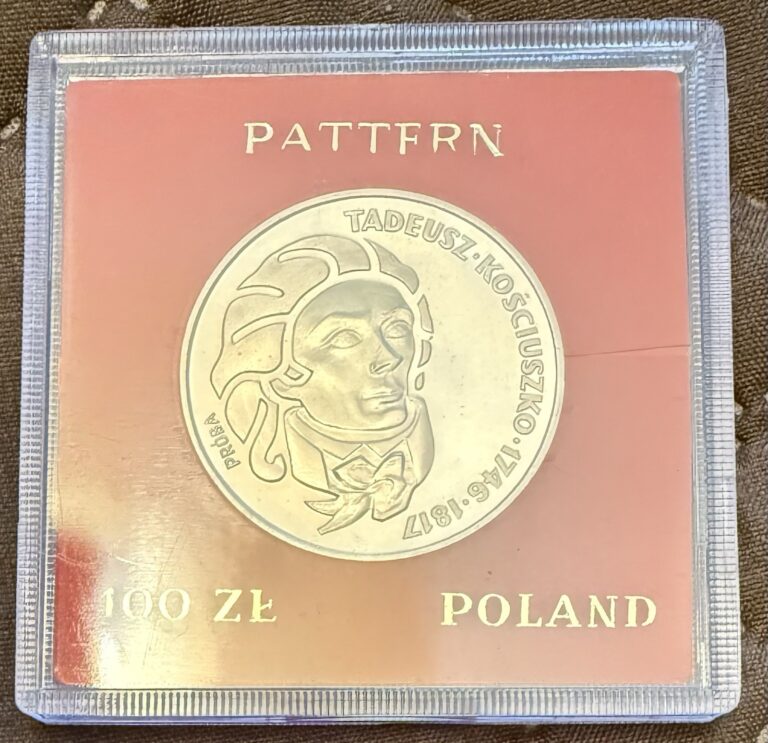 PATTERN
TADEUSZ·KOŚCIUSZKO·1746·1817
PRÓBA
100 ZŁ
POLAND